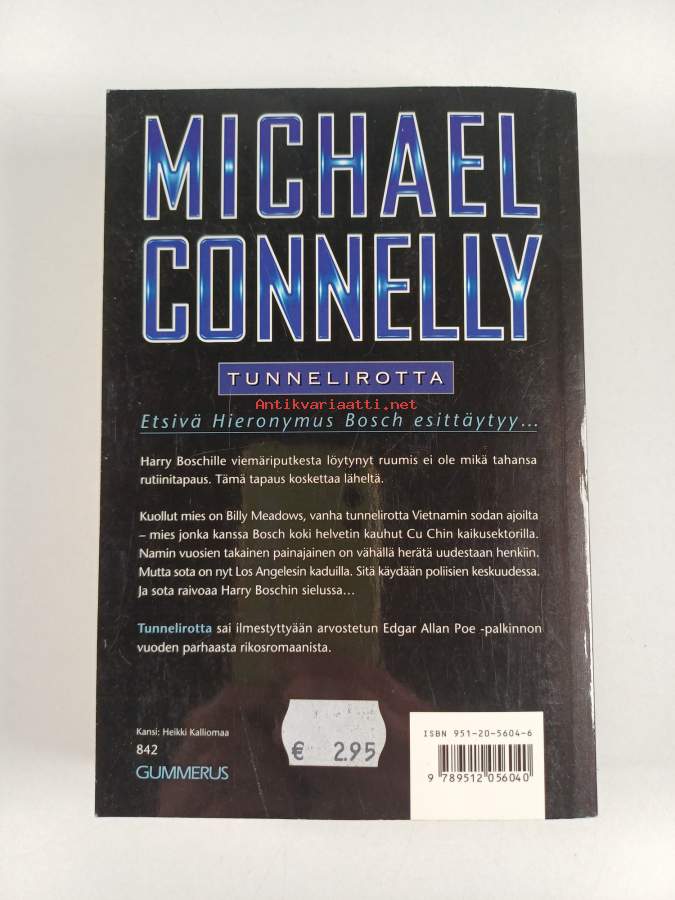 MICHAEL
CONNELLY
TUNNELIROTTA
Antikvariaatti.net
Etsivä Hieronymus Bosch esittäytyy...
Harry Boschille viemäriputkesta löytynyt ruumis ei ole mikä tahansa
rutiinitapaus. Tämä tapaus koskettaa läheltä.
Kuollut mies on Billy Meadows, vanha tunnelirotta Vietnamin sodan ajoilta
– mies jonka kanssa Bosch koki helvetin kauhut Cu Chin kaikusektorilla.
Namin vuosien takainen painajainen on vähällä herätä uudestaan henkiin.
Mutta sota on nyt Los Angelesin kaduilla. Sitä käydään poliisien keskuudessa.
Ja sota raivoaa Harry Boschin sielussa...
Tunnelirotta sai ilmestyttyään arvostetun Edgar Allan Poe -palkinnon
vuoden parhaasta rikosromaanista.
Kansi: Heikki Kalliomaa
842
GUMMERUS
€ 2.95
ISBN 951-20-5604-6
9 789512 056040